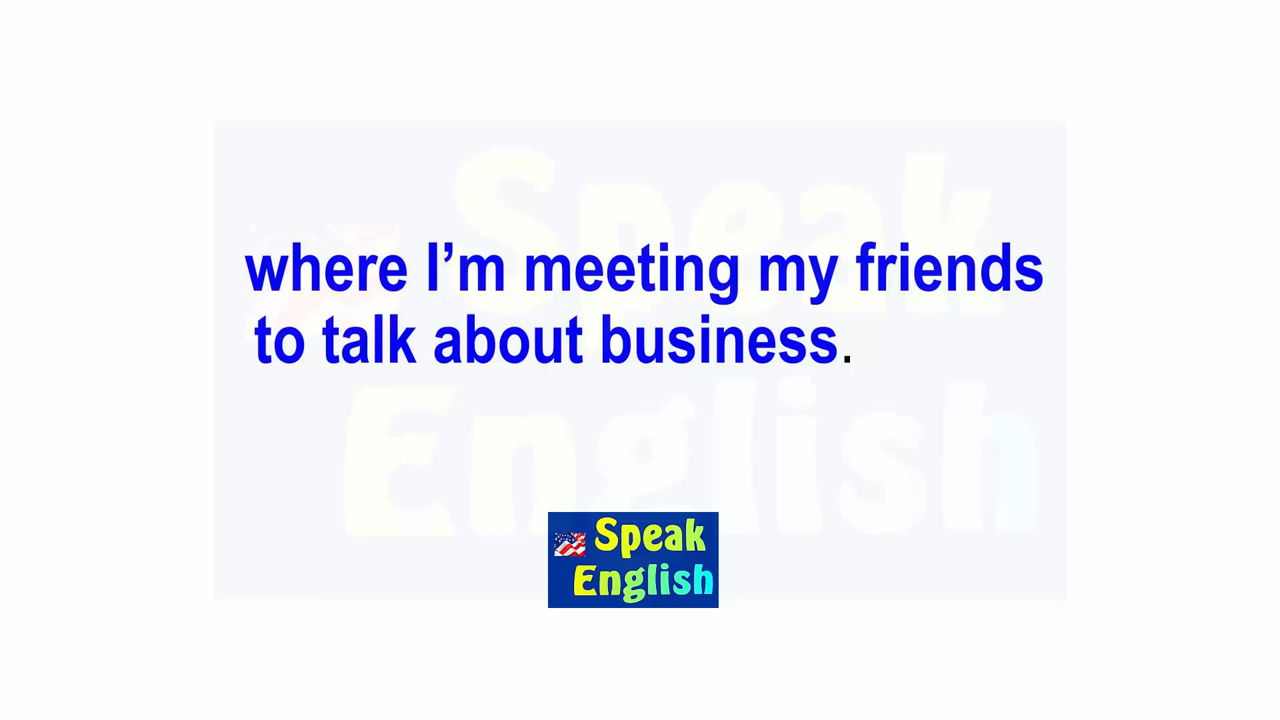 where I’m meeting my friends
to talk about business.
Speak
English